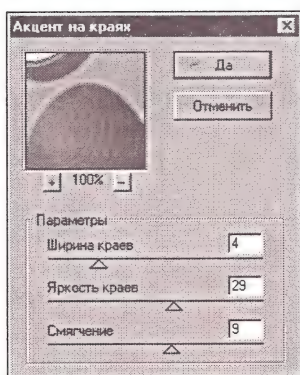 Акцент на краях
Да
Отменить
+ 100% -
Параметры
Ширина краев 4
Яркость краев 29
Смягчение 9